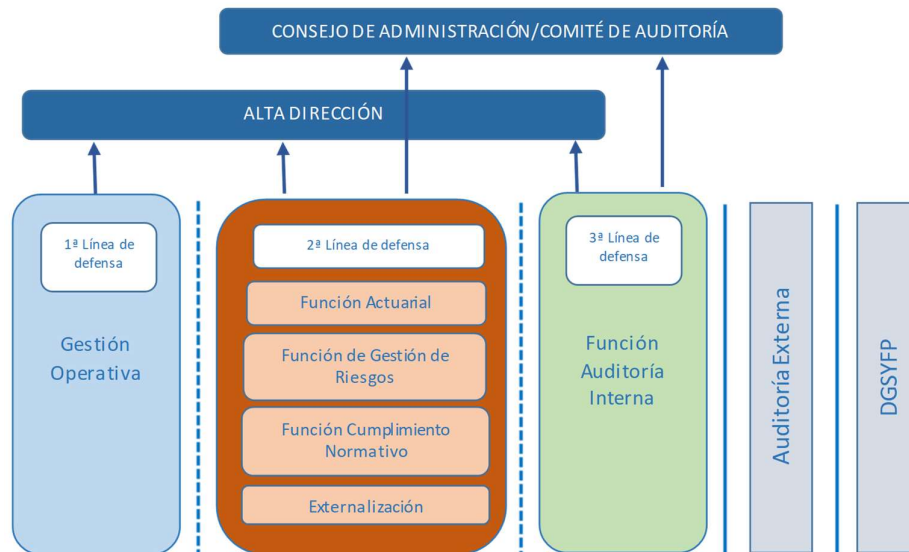 CONSEJO DE ADMINISTRACIÓN/COMITÉ DE AUDITORÍA
ALTA DIRECCIÓN
1ª Línea de
defensa
Gestión
Operativa
2ª Línea de defensa
Función Actuarial
Función de Gestión de
Riesgos
Función Cumplimiento
Normativo
Externalización
3ª Línea de
defensa
Función
Auditoría
Interna
Auditoría Externa
DGSYFP